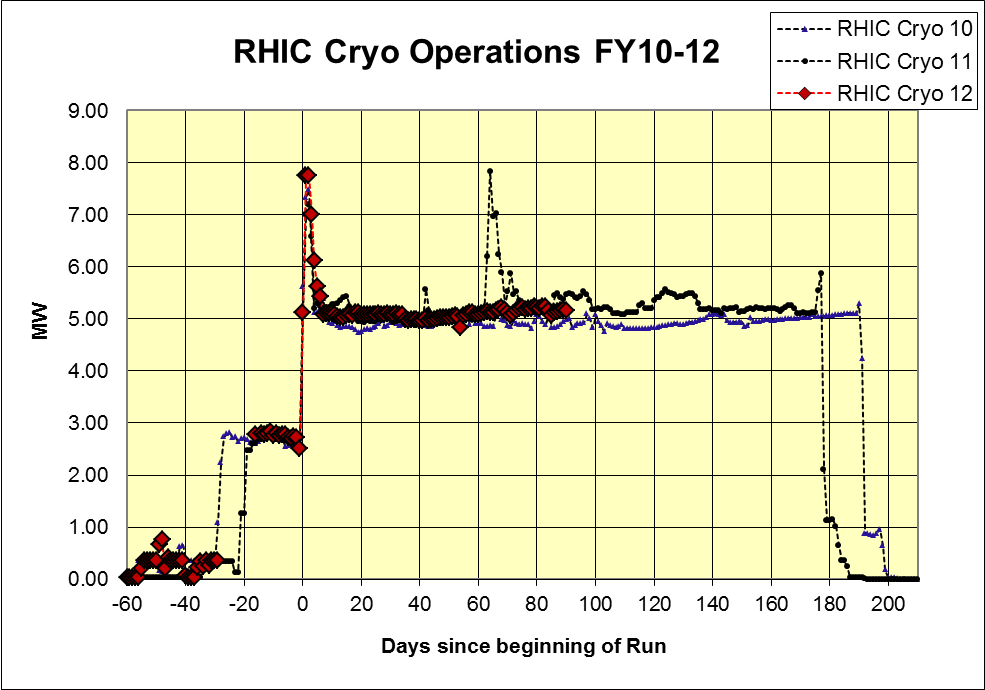 RHIC Cryo Operations FY10-12
RHIC Cryo 10
RHIC Cryo 11
RHIC Cryo 12
9.00
8.00
7.00
6.00
5.00
4.00
3.00
2.00
1.00
0.00
MW
-60 -40 -20 0 20 40 60 80 100 120 140 160 180 200
Days since beginning of Run